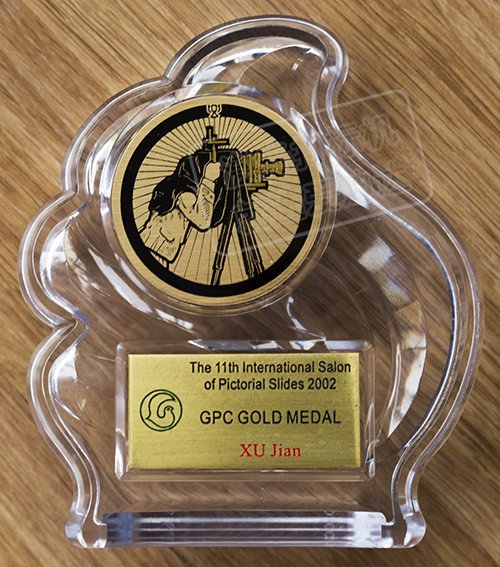 The 11th International Salon
of Pictorial Slides 2002
GPC GOLD MEDAL
XU Jian